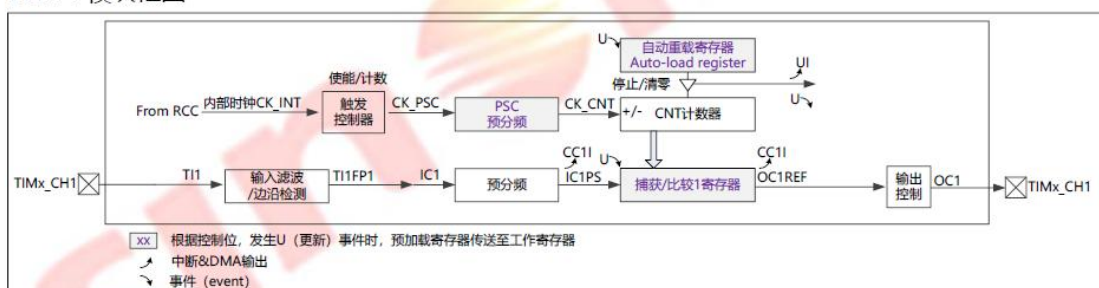 自动重载寄存器
Auto-load register
U
UI
停止/清零
U
使能/计数
From RCC
内部时钟CK_INT
触发
控制器
CK_PSC
PSC
预分频
CK_CNT
+/- CNT计数器
CC1I
U
CC1I
TIMx_CH1
TI1
输入滤波
/边沿检测
TI1FP1
IC1
预分频
IC1PS
捕获/比较1寄存器
OC1REF
输出
控制
OC1
TIMx_CH1
xx 根据控制位，发生U（更新）事件时，预加载寄存器传送至工作寄存器
中断&DMA输出
事件（event）